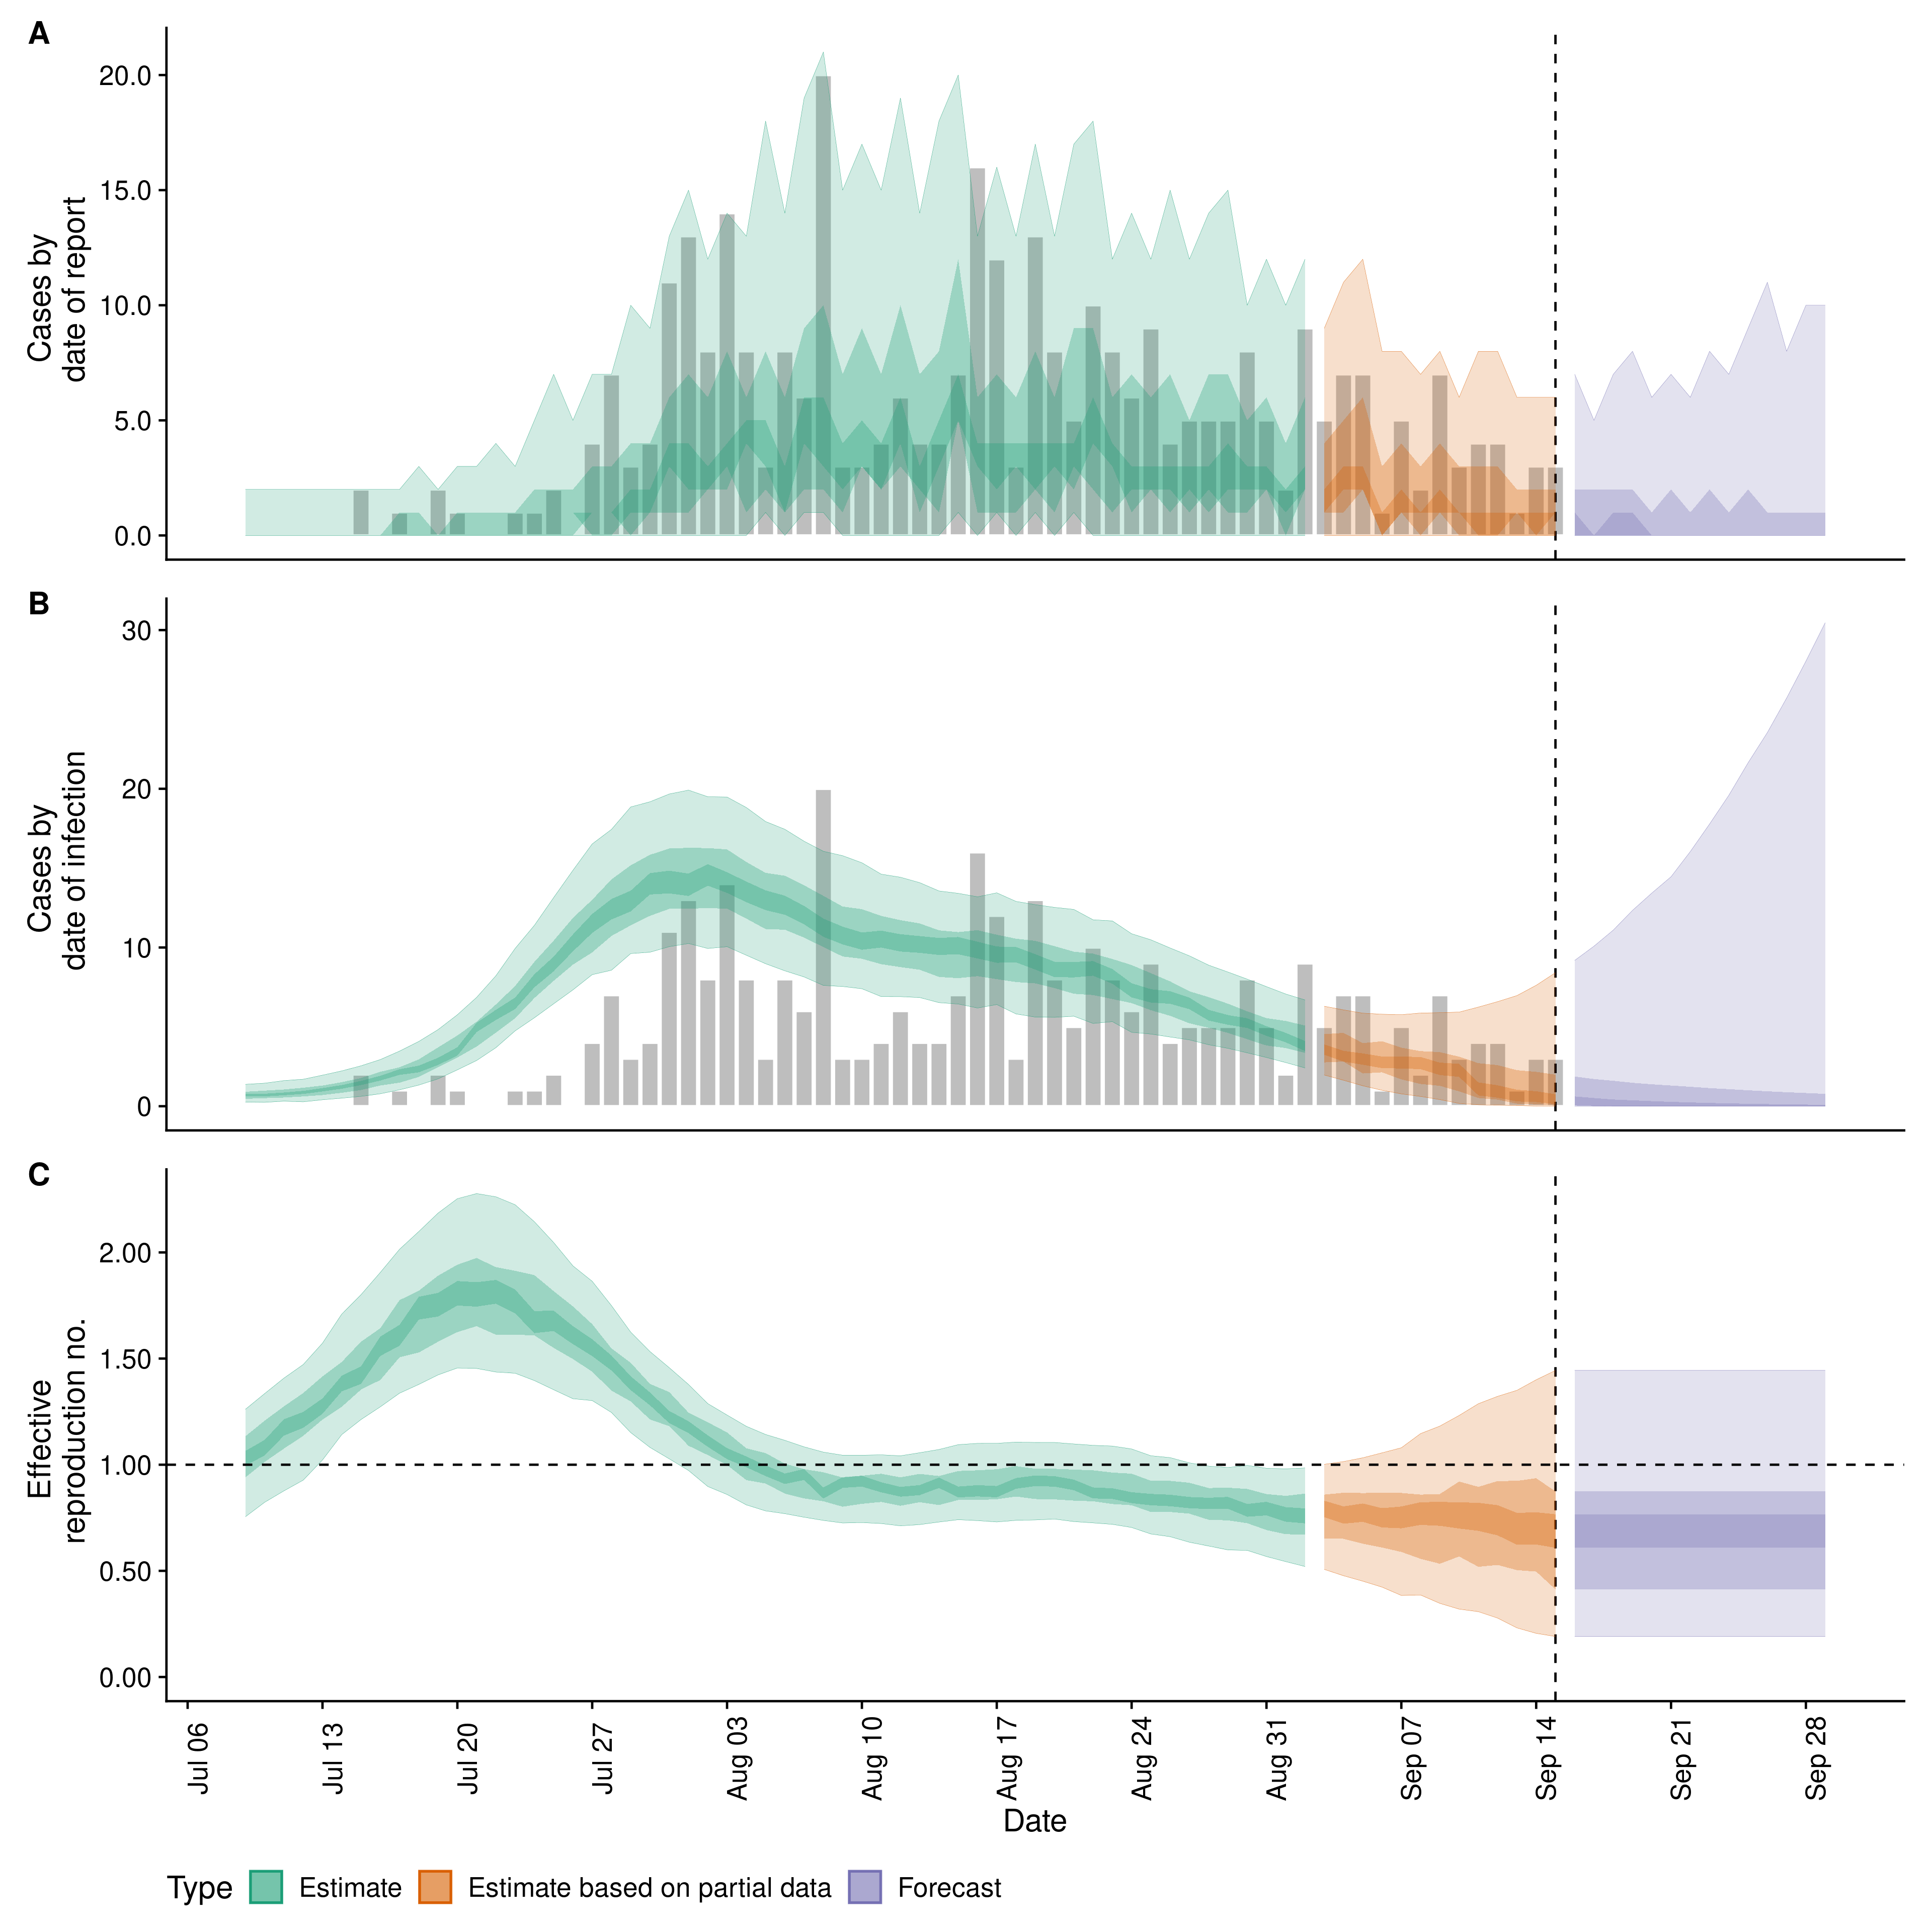 A
20.0
15.0
10.0
5.0
0.0
Cases by
date of report
B
30
20
10
0
Cases by
date of infection
C
2.00
1.50
1.00
0.50
0.00
Effective
reproduction no.
Jul 06
Jul 13
Jul 20
Jul 27
Aug 03
Aug 10
Aug 17
Aug 24
Aug 31
Sep 07
Sep 14
Sep 21
Sep 28
Date
Type Estimate Estimate based on partial data Forecast